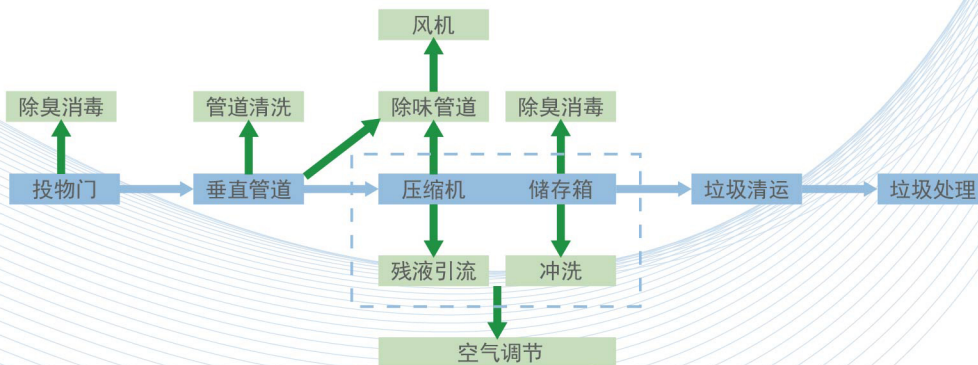 风机
除臭消毒
管道清洗
除味管道
除臭消毒
投物门
垂直管道
压缩机
储存箱
垃圾清运
垃圾处理
残液引流
冲洗
空气调节